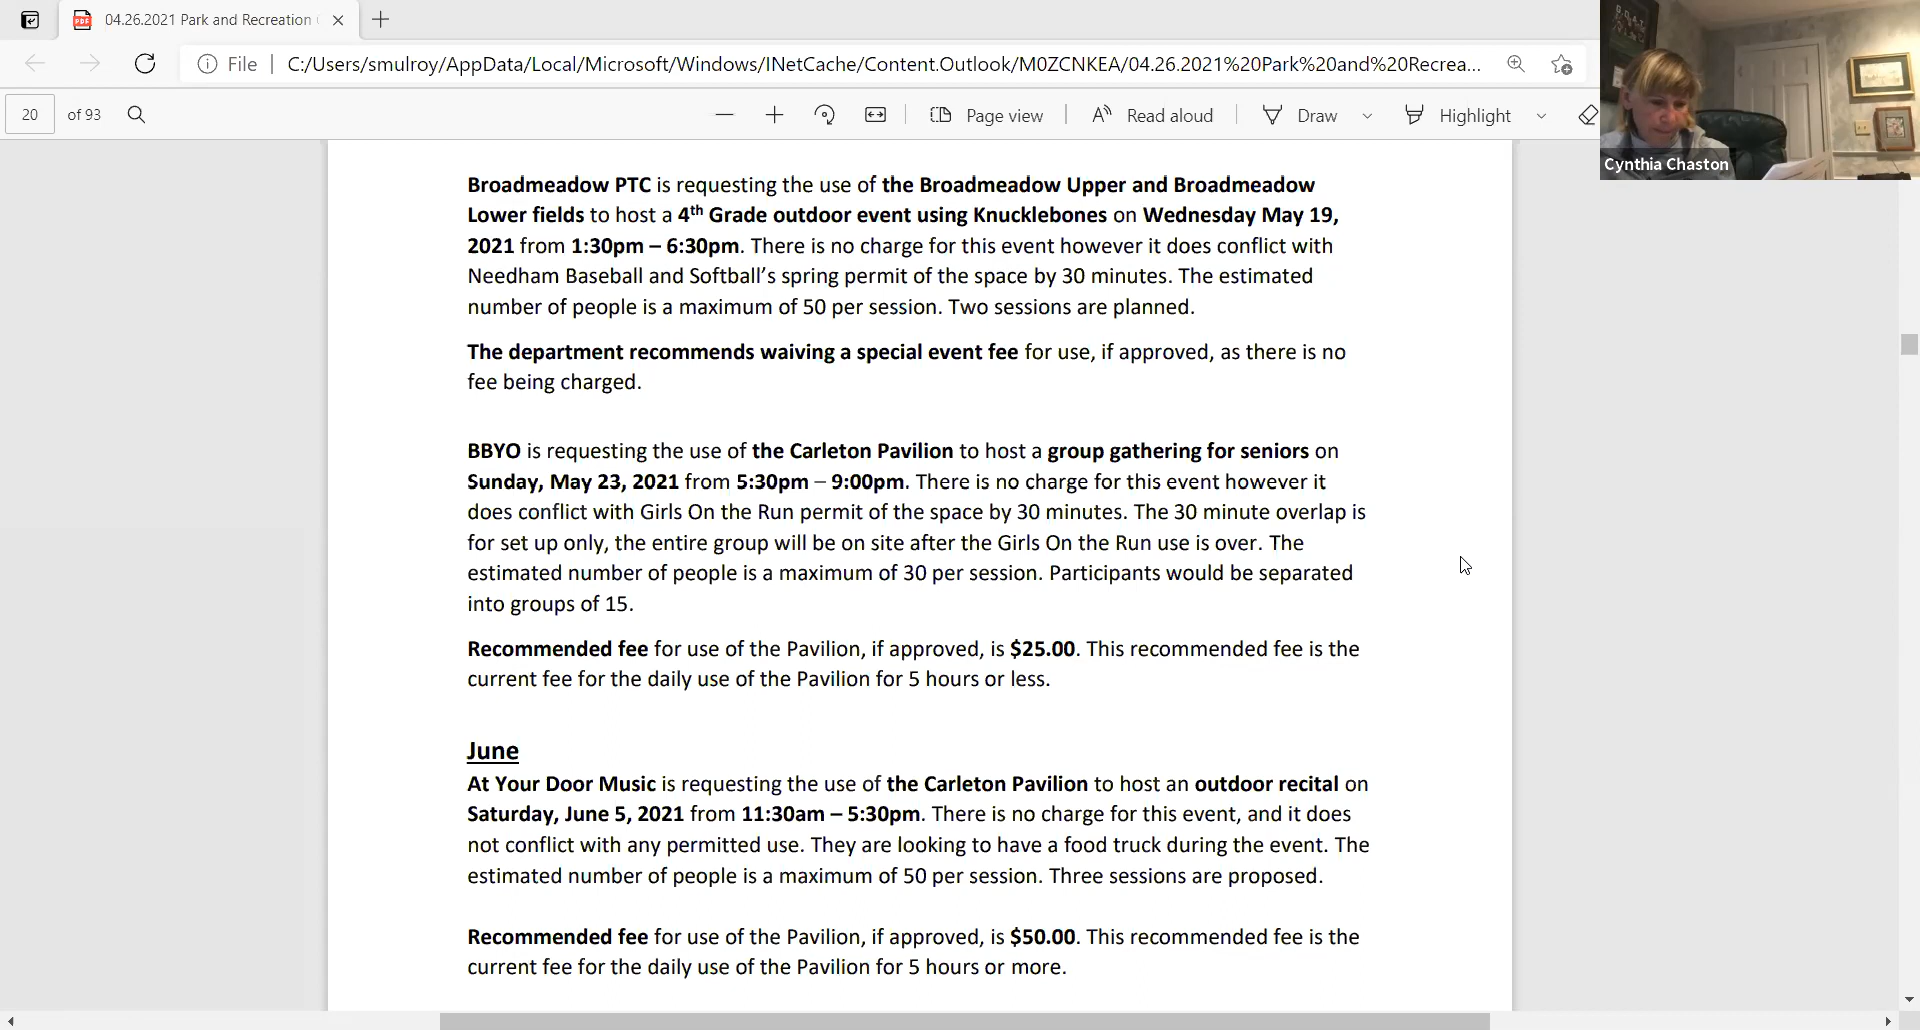 04.26.2021 Park and Recreation
File
C:/Users/smulroy/AppData/Local/Microsoft/Windows/INetCache/Content.Outlook/M0ZCNKEA/04.26.2021%20Park%20and%20Recrea...
20 of 93
Page view
Read aloud
Draw
Highlight
Cynthia Chaston
Broadmeadow PTC is requesting the use of the Broadmeadow Upper and Broadmeadow
Lower fields to host a 4th Grade outdoor event using Knucklebones on Wednesday May 19,
2021 from 1:30pm – 6:30pm. There is no charge for this event however it does conflict with
Needham Baseball and Softball's spring permit of the space by 30 minutes. The estimated
number of people is a maximum of 50 per session. Two sessions are planned.
The department recommends waiving a special event fee for use, if approved, as there is no
fee being charged.
BBYO is requesting the use of the Carleton Pavilion to host a group gathering for seniors on
Sunday, May 23, 2021 from 5:30pm – 9:00pm. There is no charge for this event however it
does conflict with Girls On the Run permit of the space by 30 minutes. The 30 minute overlap is
for set up only, the entire group will be on site after the Girls On the Run use is over. The
estimated number of people is a maximum of 30 per session. Participants would be separated
into groups of 15.
Recommended fee for use of the Pavilion, if approved, is $25.00. This recommended fee is the
current fee for the daily use of the Pavilion for 5 hours or less.
June
At Your Door Music is requesting the use of the Carleton Pavilion to host an outdoor recital on
Saturday, June 5, 2021 from 11:30am – 5:30pm. There is no charge for this event, and it does
not conflict with any permitted use. They are looking to have a food truck during the event. The
estimated number of people is a maximum of 50 per session. Three sessions are proposed.
Recommended fee for use of the Pavilion, if approved, is $50.00. This recommended fee is the
current fee for the daily use of the Pavilion for 5 hours or more.